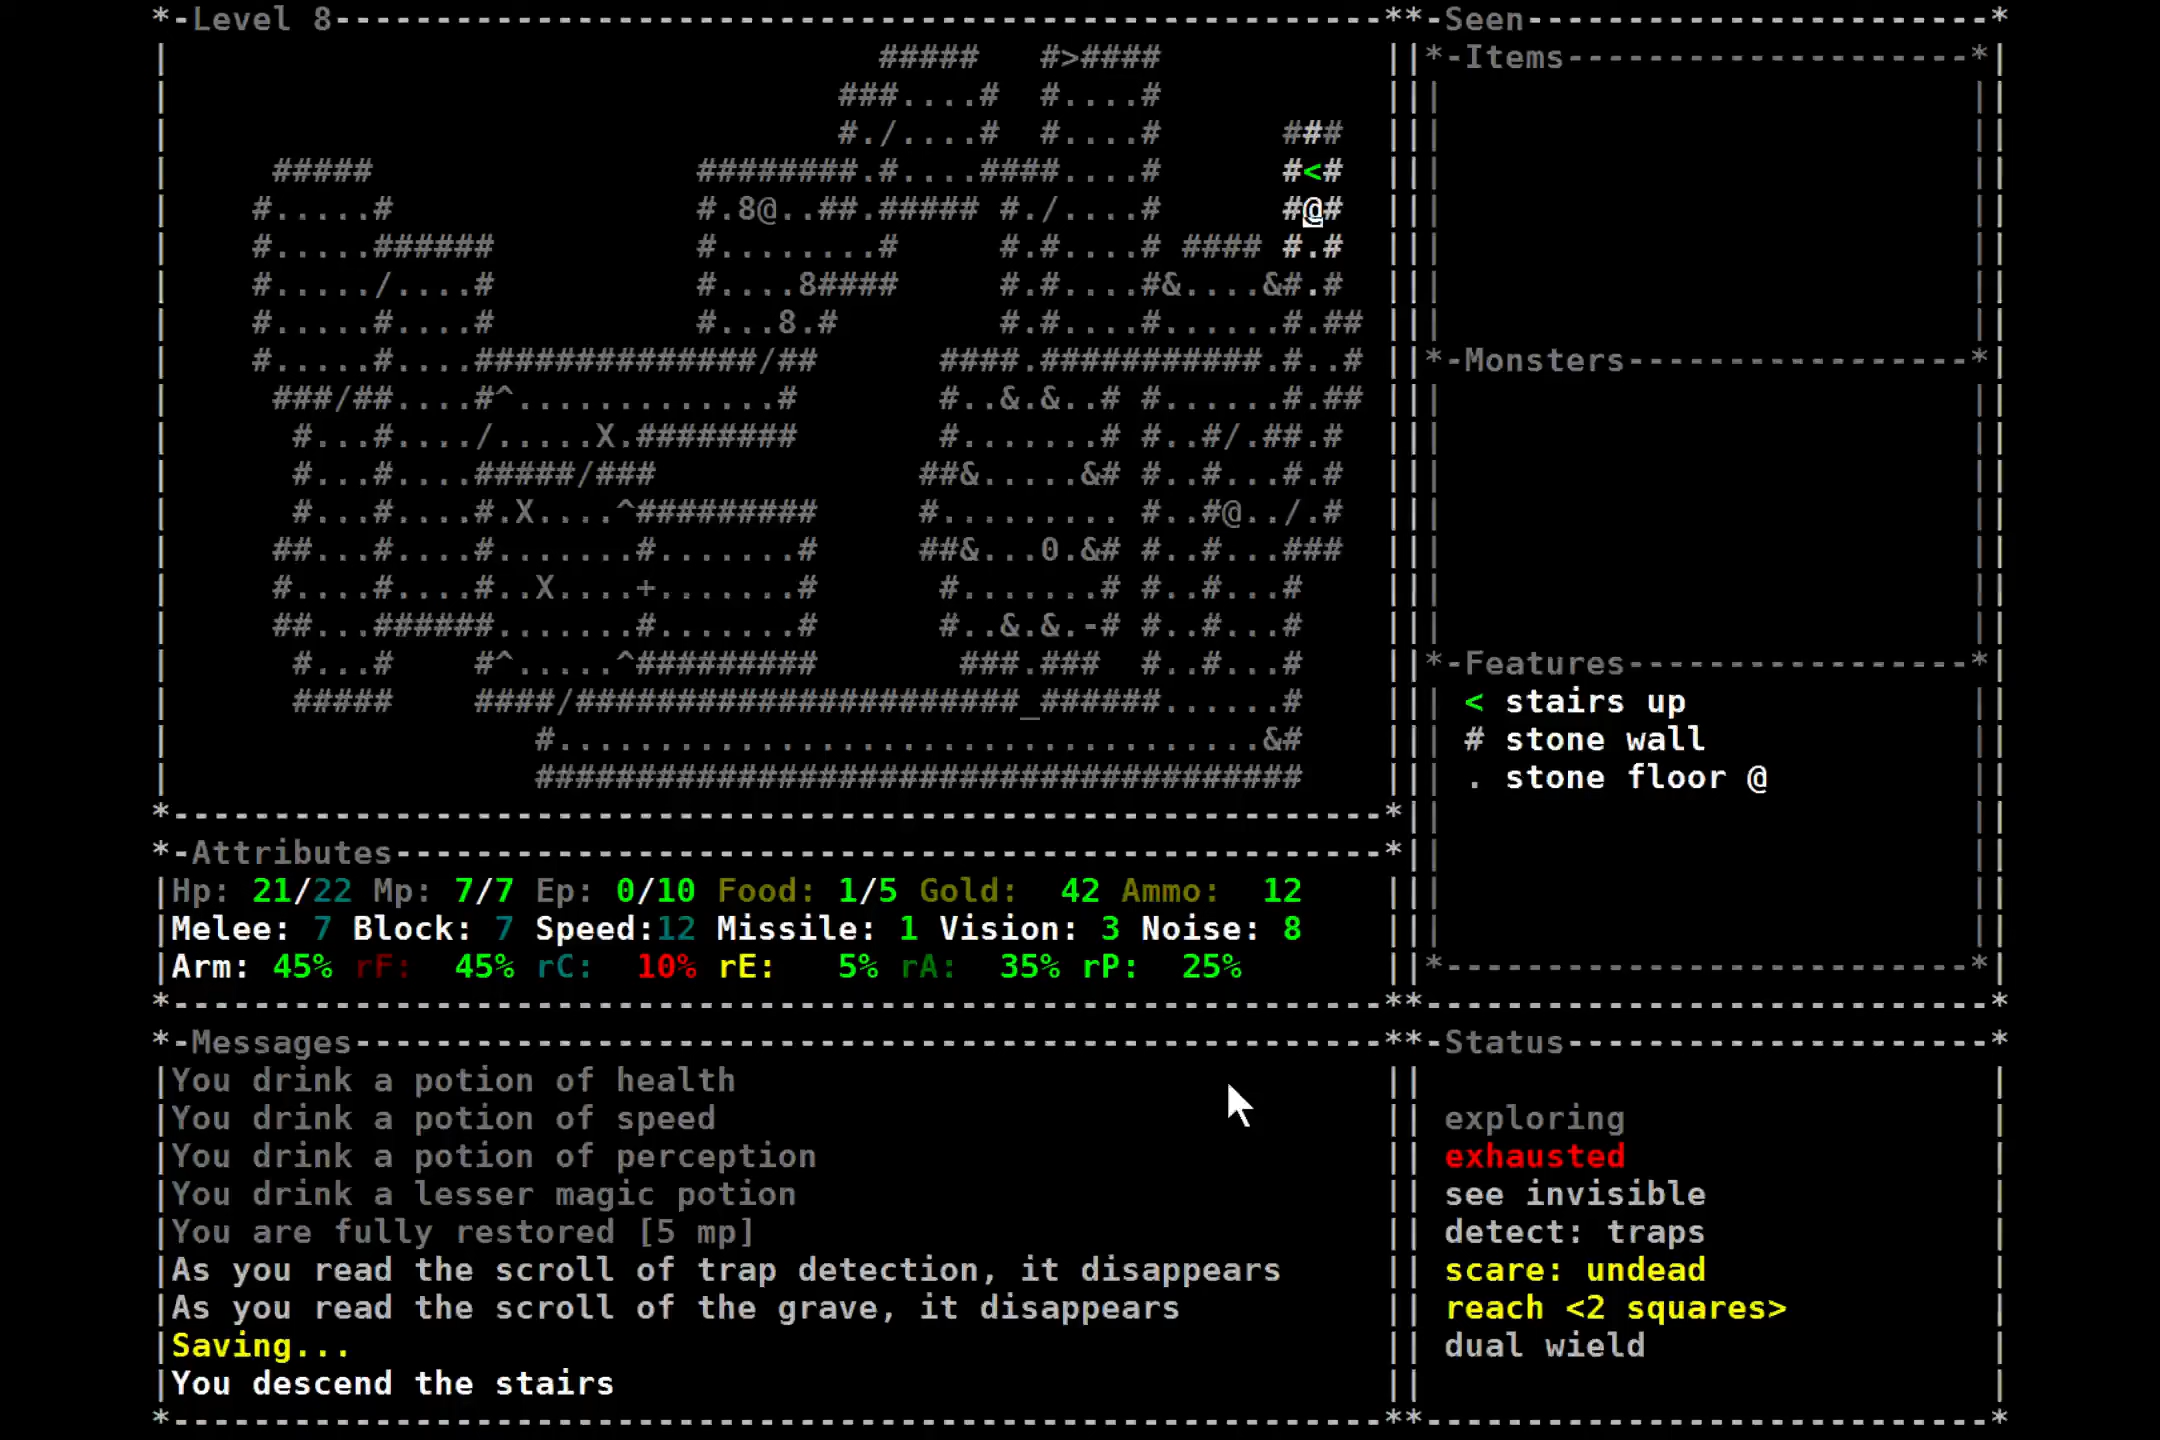 *-Level 8----------------------------------------------------**-Seen-----------------------*
|                                   #####   #>####           ||*-Items--------------------*|
|                                 ###....#  #....#           |||                          ||
|                                 #./....#  #....#      ###  |||                          ||
|     #####                ########.#....####....#      #<#  |||                          ||
|    #.....#               #.8@..##.##### #./....#      #@#  |||                          ||
|    #.....######          #........#     #.#....# #### #.#  |||                          ||
|    #...../....#          #....8####     #.#....#&....&#.#  |||                          ||
|    #.....#....#          #...8.#        #.#....#......#.## |||                          ||
|    #.....#....##############/##      ####.###########.#..# ||*-Monsters-----------------*|
|     ###/##....#^.............#       #..&.&..# #......#.## |||                          ||
|      #...#..../.....X.########       #.......# #..#/.##.#  |||                          ||
|      #...#....#####/###             ##&.....&# #..#...#.#  |||                          ||
|      #...#....#.X....^#########     #......... #..#@../.#  |||                          ||
|     ##...#....#.......#.......#     ##&...0.&# #..#...###  |||                          ||
|     #....#....#..X....+.......#      #.......# #..#...#    |||                          ||
|     ##...######.......#.......#      #..&.&.-# #..#...#    |||                          ||
|      #...#    #^.....^#########       ###.###  #..#...#    ||*-Features-----------------*|
|      #####    ####/######################_######......#    ||| < stairs up              ||
|                  #...................................&#    ||| # stone wall             ||
|                  ######################################    ||| . stone floor @          ||
*------------------------------------------------------------*||                          ||
*-Attributes-------------------------------------------------*||                          ||
|Hp: 21/22 Mp: 7/7 Ep: 0/10 Food: 1/5 Gold:  42 Ammo:  12    |||                          ||
|Melee: 7 Block: 7 Speed:12 Missile: 1 Vision: 3 Noise: 8    |||                          ||
|Arm: 45% rF:  45% rC:  10% rE:   5% rA:  35% rP:  25%       ||*--------------------------*|
*------------------------------------------------------------**----------------------------*
*-Messages---------------------------------------------------**-Status---------------------*
|You drink a potion of health                                ||                            |
|You drink a potion of speed                                 || exploring                  |
|You drink a potion of perception                            || exhausted                  |
|You drink a lesser magic potion                             || see invisible              |
|You are fully restored [5 mp]                               || detect: traps              |
|As you read the scroll of trap detection, it disappears     || scare: undead              |
|As you read the scroll of the grave, it disappears          || reach <2 squares>          |
|Saving...                                                   || dual wield                 |
|You descend the stairs                                      ||                            |
*------------------------------------------------------------**----------------------------*